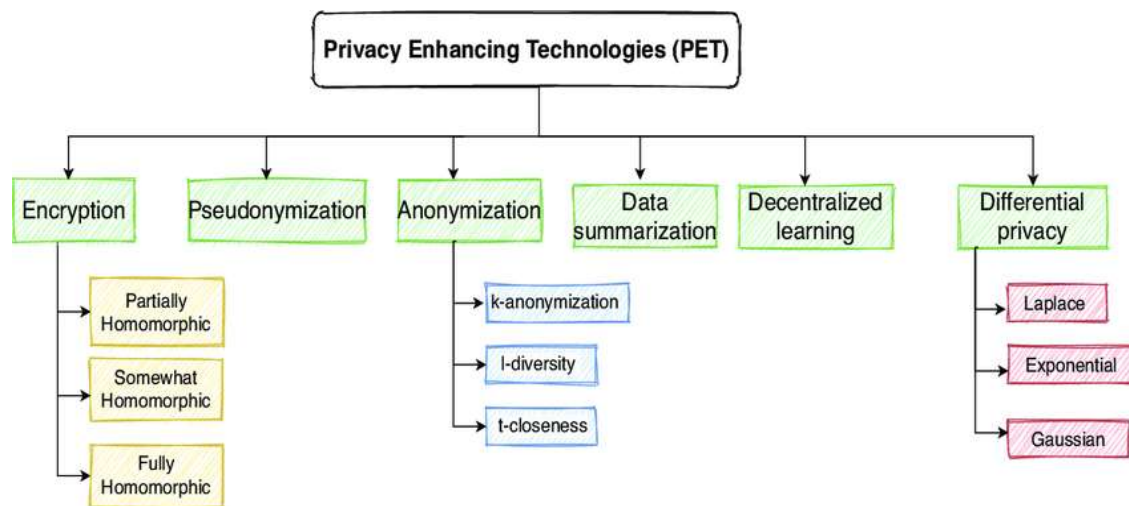 Privacy Enhancing Technologies (PET)
Encryption
Pseudonymization
Anonymization
Data
summarization
Decentralized
learning
Differential
privacy
Partially
Homomorphic
Somewhat
Homomorphic
Fully
Homomorphic
k-anonymization
l-diversity
t-closeness
Laplace
Exponential
Gaussian